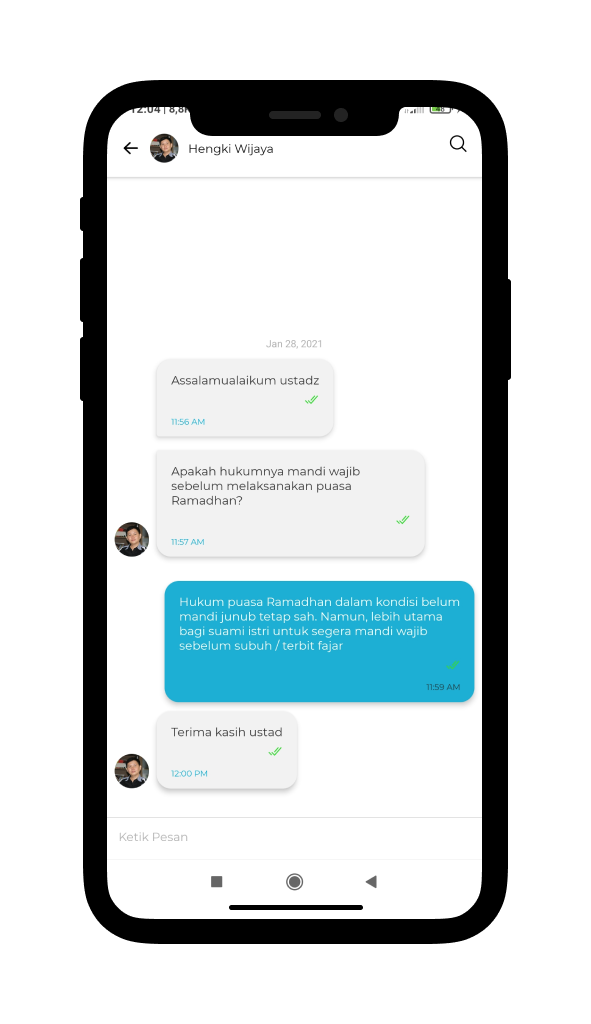 12:04 | 8,8
48
Hengki Wijaya
Jan 28, 2021
Assalamualaikum ustadz
11:56 AM
Apakah hukumnya mandi wajib
sebelum melaksanakan puasa
Ramadhan?
11:57 AM
Hukum puasa Ramadhan dalam kondisi belum
mandi junub tetap sah. Namun, lebih utama
bagi suami istri untuk segera mandi wajib
sebelum subuh / terbit fajar
11:59 AM
Terima kasih ustad
12:00 PM
Ketik Pesan